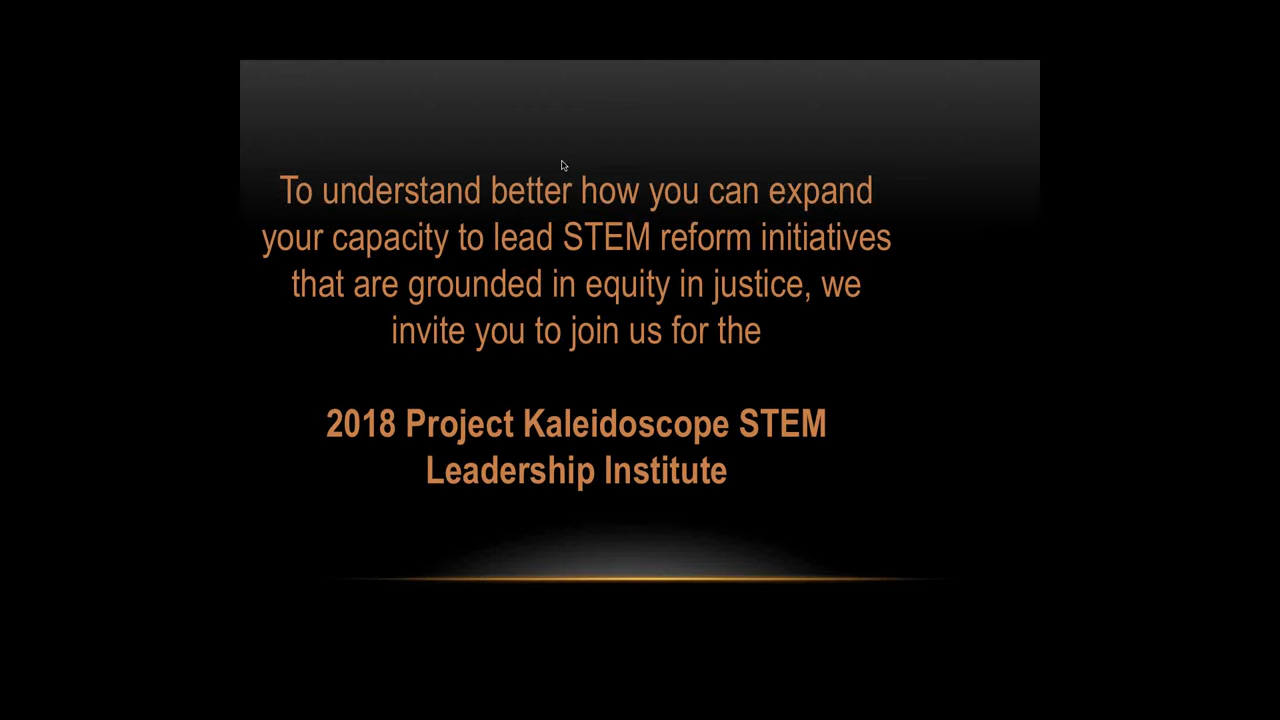 To understand better how you can expand
your capacity to lead STEM reform initiatives
that are grounded in equity in justice, we
invite you to join us for the
2018 Project Kaleidoscope STEM
Leadership Institute